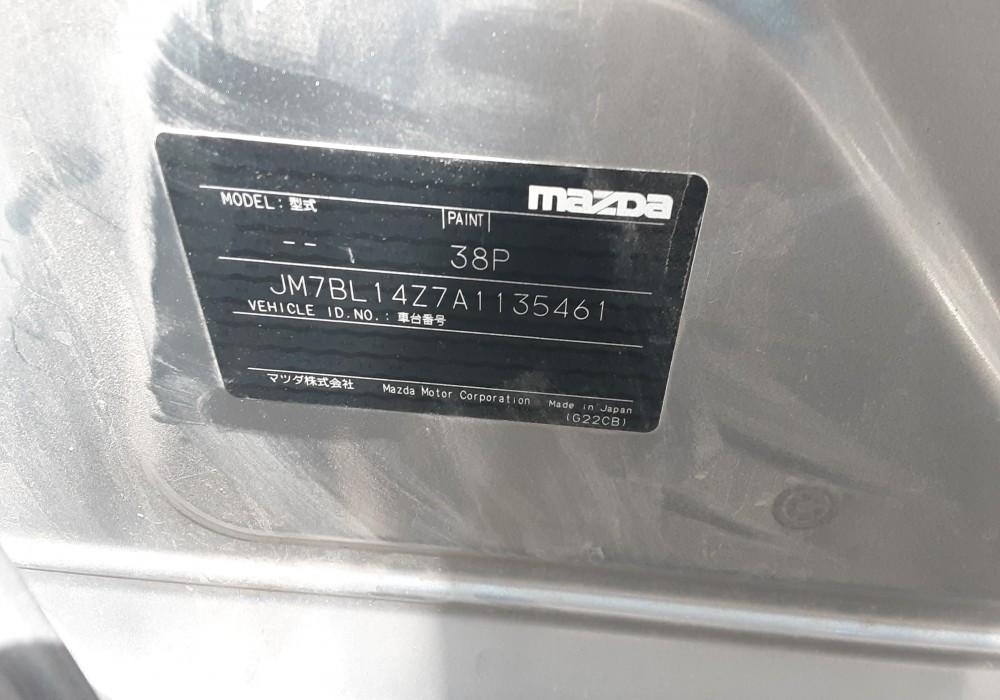 mazda
MODEL：型式
PAINT
-- 38P
JM7BL14Z7A1135461
VEHICLE ID.NO.：車台番号
マツダ株式会社 Mazda Motor Corporation Made in Japan
(G22CB)